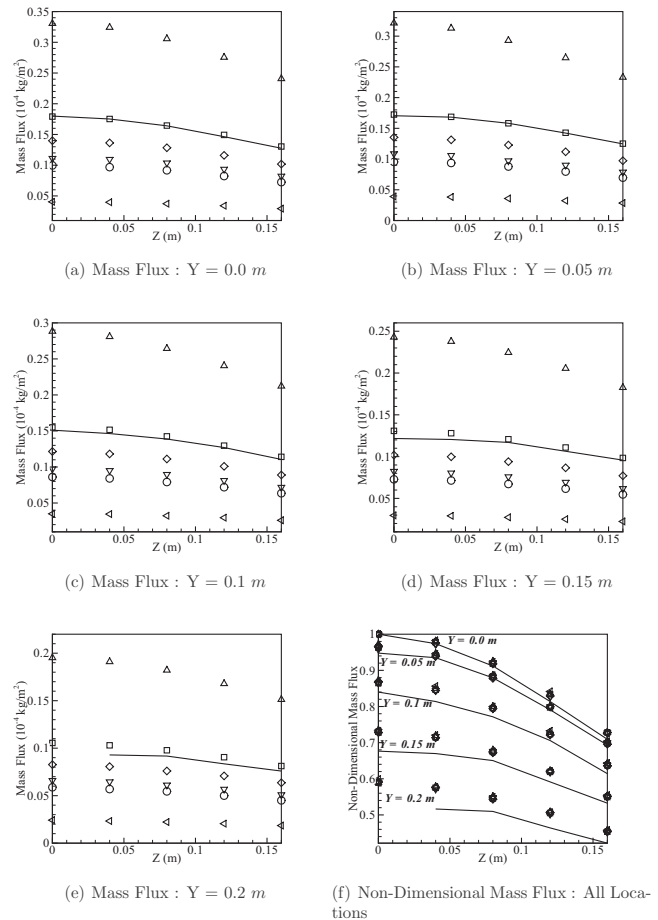 0.35
0.3
0.25
0.2
0.15
0.1
0.05
Mass Flux (10⁻⁴ kg/m²)
0 0.05 0.1 0.15
Z (m)
(a) Mass Flux : Y = 0.0 m
0.3
0.25
0.2
0.15
0.1
0.05
Mass Flux (10⁻⁴ kg/m²)
0 0.05 0.1 0.15
Z (m)
(b) Mass Flux : Y = 0.05 m
0.3
0.25
0.2
0.15
0.1
0.05
Mass Flux (10⁻⁴ kg/m²)
0 0.05 0.1 0.15
Z (m)
(c) Mass Flux : Y = 0.1 m
0.25
0.2
0.15
0.1
0.05
Mass Flux (10⁻⁴ kg/m²)
0 0.05 0.1 0.15
Z (m)
(d) Mass Flux : Y = 0.15 m
0.2
0.15
0.1
0.05
Mass Flux (10⁻⁴ kg/m²)
0 0.05 0.1 0.15
Z (m)
(e) Mass Flux : Y = 0.2 m
1
0.9
0.8
0.7
0.6
0.5
Non-Dimensional Mass Flux
Y = 0.0 m
Y = 0.05 m
Y = 0.1 m
Y = 0.15 m
Y = 0.2 m
0 0.05 0.1 0.15
Z (m)
(f) Non-Dimensional Mass Flux : All Loca-
tions